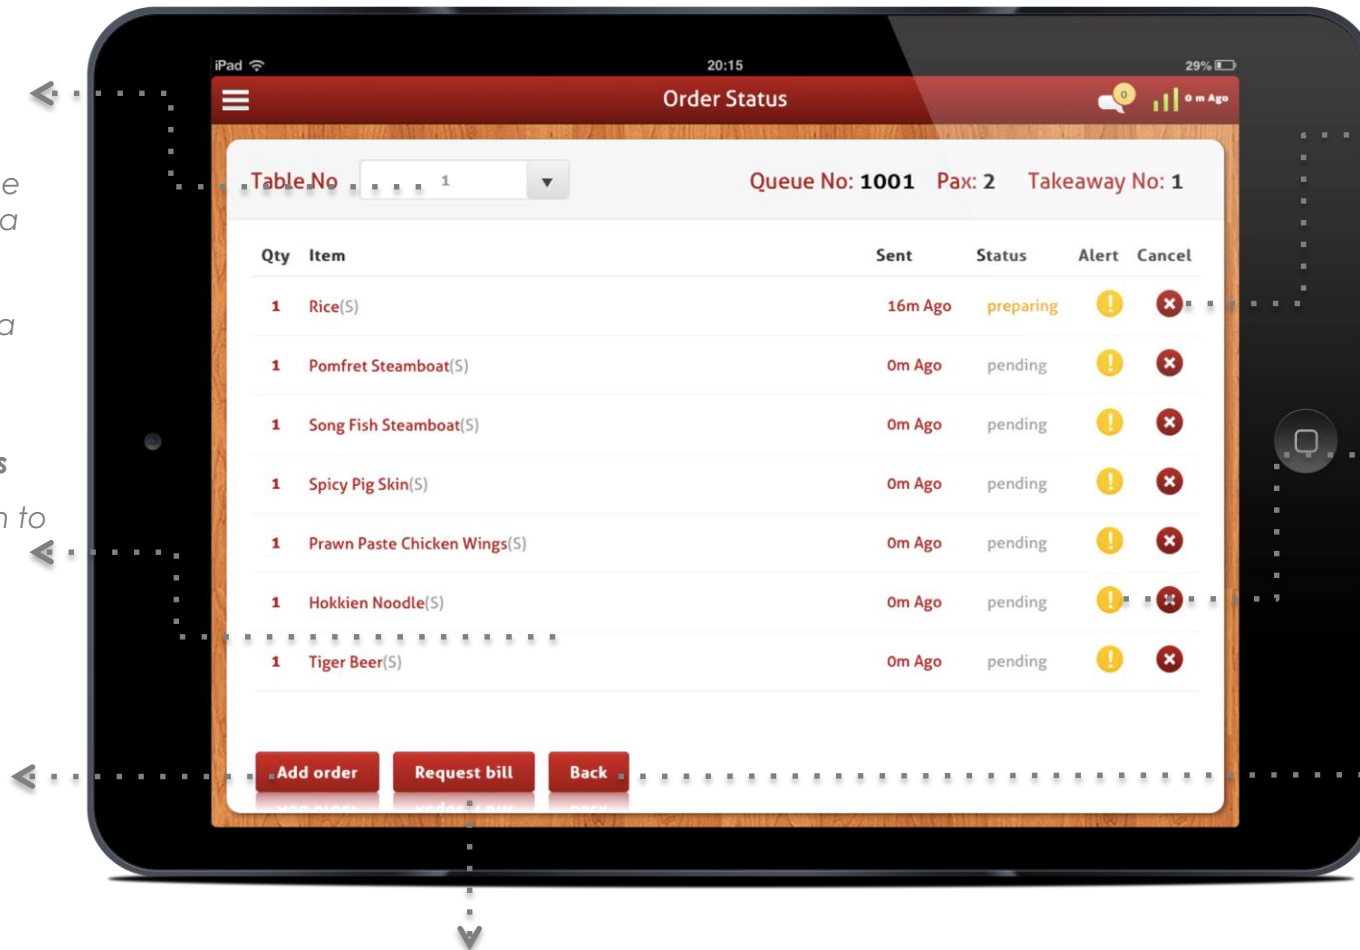 iPad 20:15 29%
Order Status 0 0 m Ago
Table No 1 Queue No: 1001 Pax: 2 Takeaway No: 1
Qty Item Sent Status Alert Cancel
1 Rice(S) 16m Ago preparing
1 Pomfret Steamboat(S) 0m Ago pending
1 Song Fish Steamboat(S) 0m Ago pending
1 Spicy Pig Skin(S) 0m Ago pending
1 Prawn Paste Chicken Wings(S) 0m Ago pending
1 Hokkien Noodle(S) 0m Ago pending
1 Tiger Beer(S) 0m Ago pending
Add order Request bill Back
e
a
a
s
n to